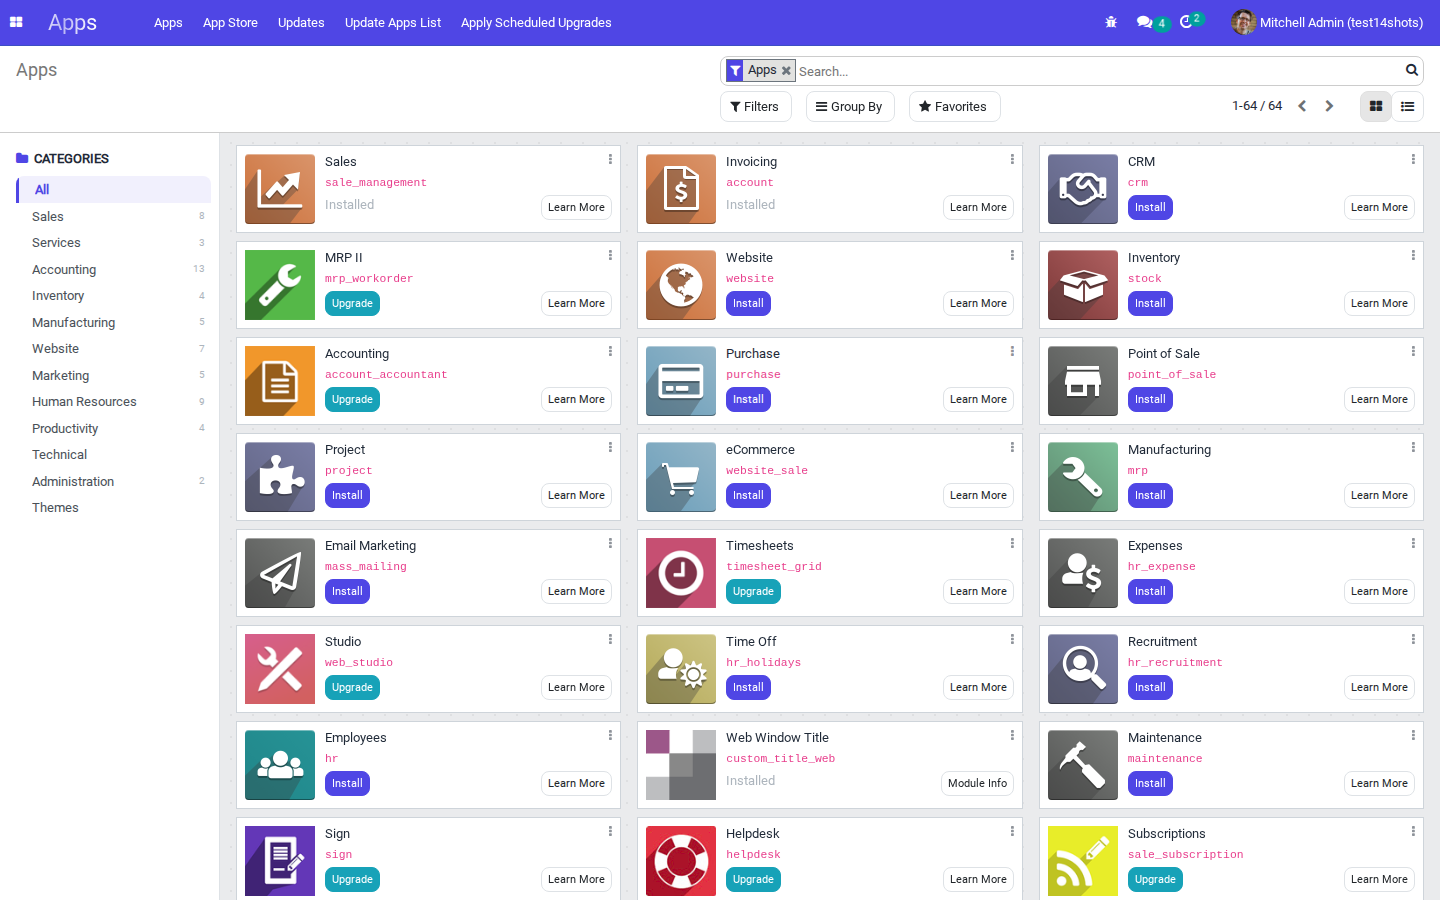 Apps Apps App Store Updates Update Apps List Apply Scheduled Upgrades 4 2 Mitchell Admin (test14shots)
Apps
Apps Search...
Filters Group By Favorites 1-64 / 64
CATEGORIES
All
Sales 8
Services 3
Accounting 13
Inventory 4
Manufacturing 5
Website 7
Marketing 5
Human Resources 9
Productivity 4
Technical
Administration 2
Themes
Sales
sale_management
Installed Learn More
Invoicing
account
Installed Learn More
CRM
crm
Install Learn More
MRP II
mrp_workorder
Upgrade Learn More
Website
website
Install Learn More
Inventory
stock
Install Learn More
Accounting
account_accountant
Upgrade Learn More
Purchase
purchase
Install Learn More
Point of Sale
point_of_sale
Install Learn More
Project
project
Install Learn More
eCommerce
website_sale
Install Learn More
Manufacturing
mrp
Install Learn More
Email Marketing
mass_mailing
Install Learn More
Timesheets
timesheet_grid
Upgrade Learn More
Expenses
hr_expense
Install Learn More
Studio
web_studio
Upgrade Learn More
Time Off
hr_holidays
Install Learn More
Recruitment
hr_recruitment
Install Learn More
Employees
hr
Install Learn More
Web Window Title
custom_title_web
Installed Module Info
Maintenance
maintenance
Install Learn More
Sign
sign
Upgrade Learn More
Helpdesk
helpdesk
Upgrade Learn More
Subscriptions
sale_subscription
Upgrade Learn More